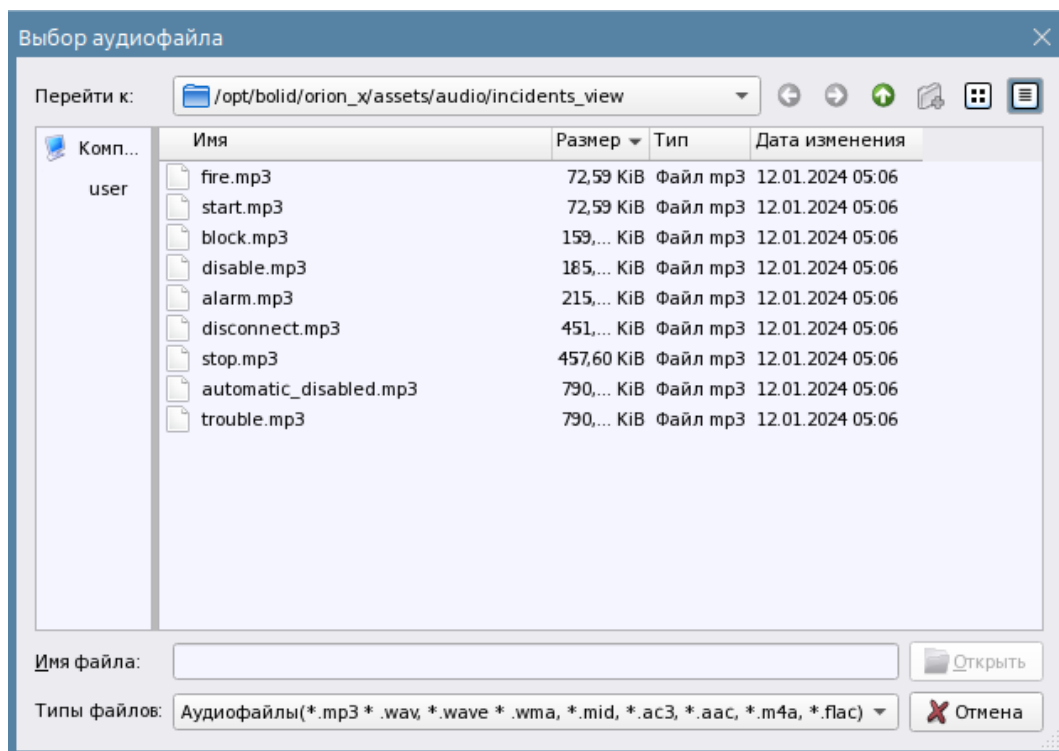 Выбор аудиофайла
Перейти к: /opt/bolid/orion_x/assets/audio/incidents_view
Комп...
user
Имя Размер Тип Дата изменения
fire.mp3 72,59 KiB Файл mp3 12.01.2024 05:06
start.mp3 72,59 KiB Файл mp3 12.01.2024 05:06
block.mp3 159,... KiB Файл mp3 12.01.2024 05:06
disable.mp3 185,... KiB Файл mp3 12.01.2024 05:06
alarm.mp3 215,... KiB Файл mp3 12.01.2024 05:06
disconnect.mp3 451,... KiB Файл mp3 12.01.2024 05:06
stop.mp3 457,60 KiB Файл mp3 12.01.2024 05:06
automatic_disabled.mp3 790,... KiB Файл mp3 12.01.2024 05:06
trouble.mp3 790,... KiB Файл mp3 12.01.2024 05:06
Имя файла: Открыть
Типы файлов: Аудиофайлы(*.mp3 * .wav, *.wave * .wma, *.mid, *.ac3, *.aac, *.m4a, *.flac) Отмена